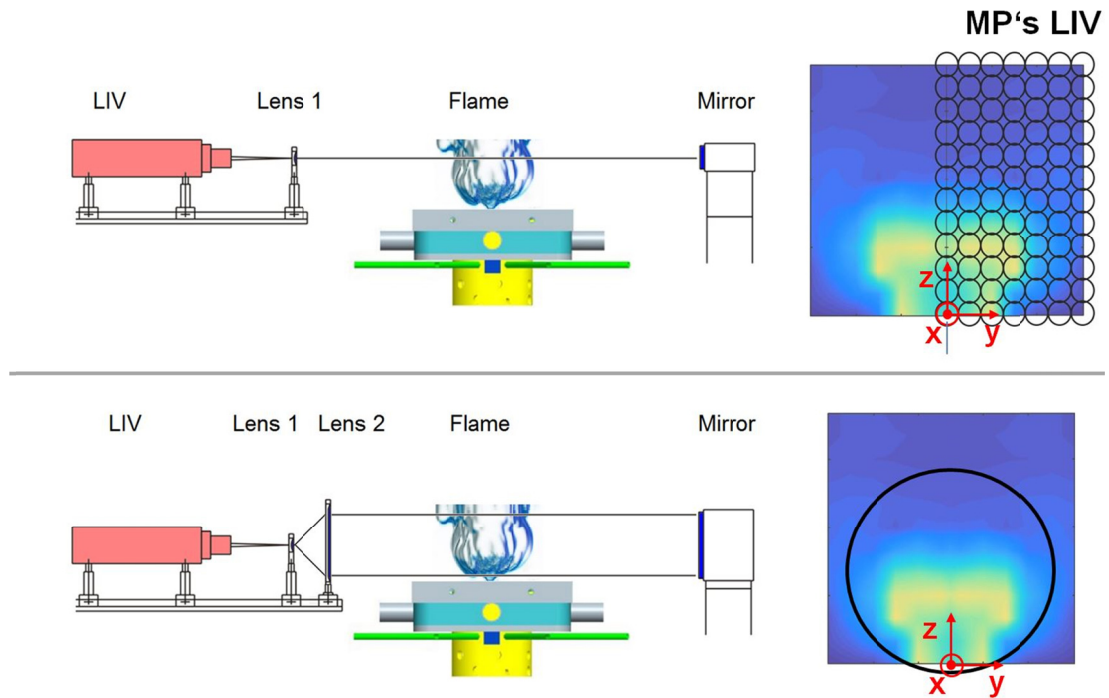 MP‘s LIV
LIV Lens 1 Flame Mirror
z
x y
LIV Lens 1 Lens 2 Flame Mirror
z
x y